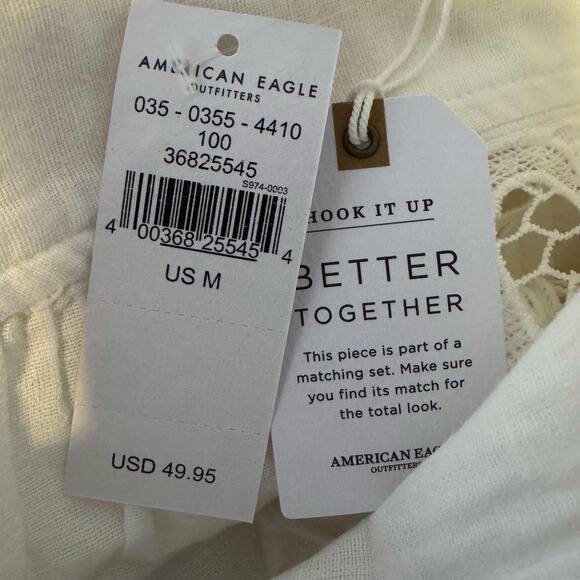 AMERICAN EAGLE
OUTFITTERS
035 - 0355 - 4410
100
36825545
S974-0003
4 00368 25545 4
US M
USD 49.95
HOOK IT UP
BETTER
TOGETHER
This piece is part of a
matching set. Make sure
you find its match for
the total look.
AMERICAN EAG
OUTFITTERS